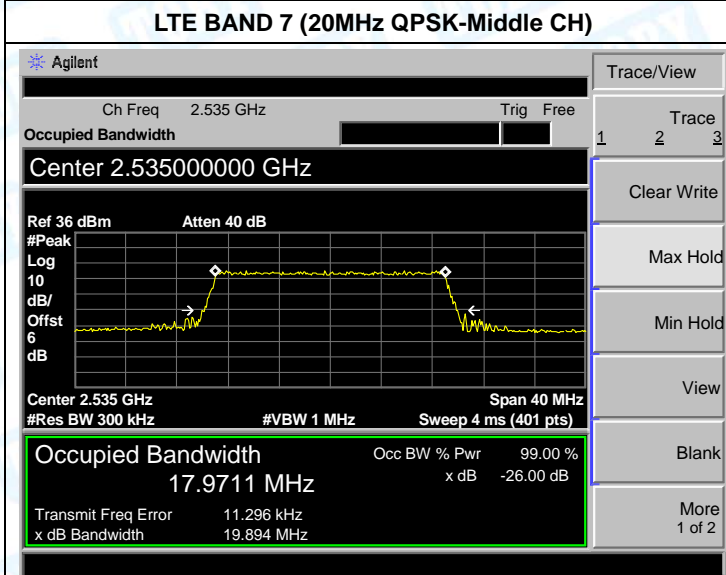 LTE BAND 7 (20MHz QPSK-Middle CH)
Agilent
Trace/View
Ch Freq 2.535 GHz Trig Free
Occupied Bandwidth
Center 2.535000000 GHz
Ref 36 dBm Atten 40 dB
#Peak
Log
10
dB/
Offst
6
dB
Center 2.535 GHz Span 40 MHz
#Res BW 300 kHz #VBW 1 MHz Sweep 4 ms (401 pts)
Occupied Bandwidth Occ BW % Pwr 99.00 %
17.9711 MHz x dB -26.00 dB
Transmit Freq Error 11.296 kHz
x dB Bandwidth 19.894 MHz
Trace
1 2 3
Clear Write
Max Hold
Min Hold
View
Blank
More
1 of 2